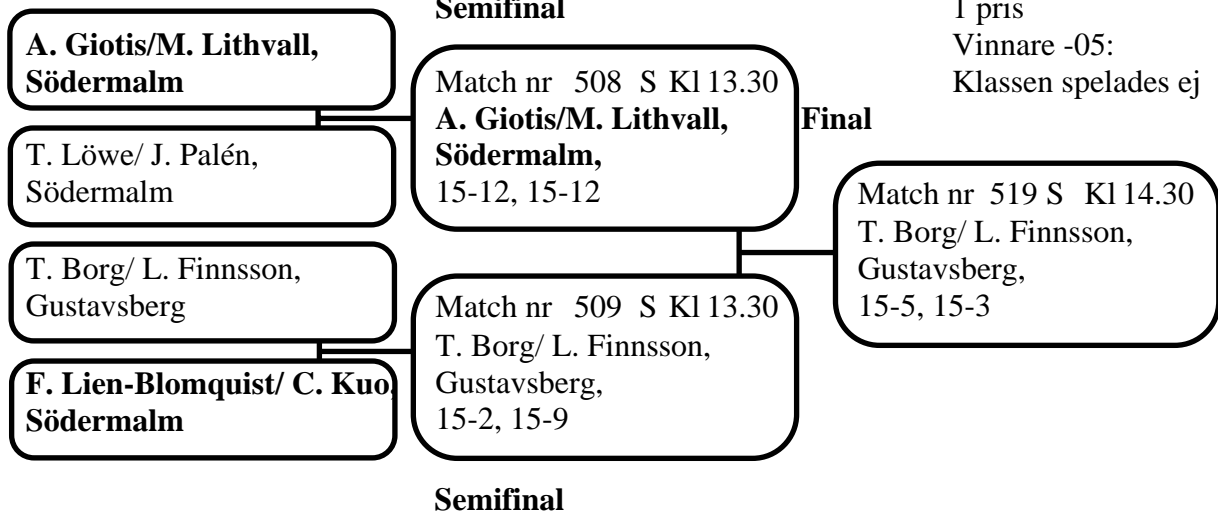 Semifinal
1 pris
Vinnare -05:
Klassen spelades ej
A. Giotis/M. Lithvall,
Södermalm
T. Löwe/ J. Palén,
Södermalm
T. Borg/ L. Finnsson,
Gustavsberg
F. Lien-Blomquist/ C. Kuo,
Södermalm
Match nr 508 S Kl 13.30
A. Giotis/M. Lithvall,
Södermalm,
15-12, 15-12
Match nr 509 S Kl 13.30
T. Borg/ L. Finnsson,
Gustavsberg,
15-2, 15-9
Semifinal
Final
Match nr 519 S Kl 14.30
T. Borg/ L. Finnsson,
Gustavsberg,
15-5, 15-3